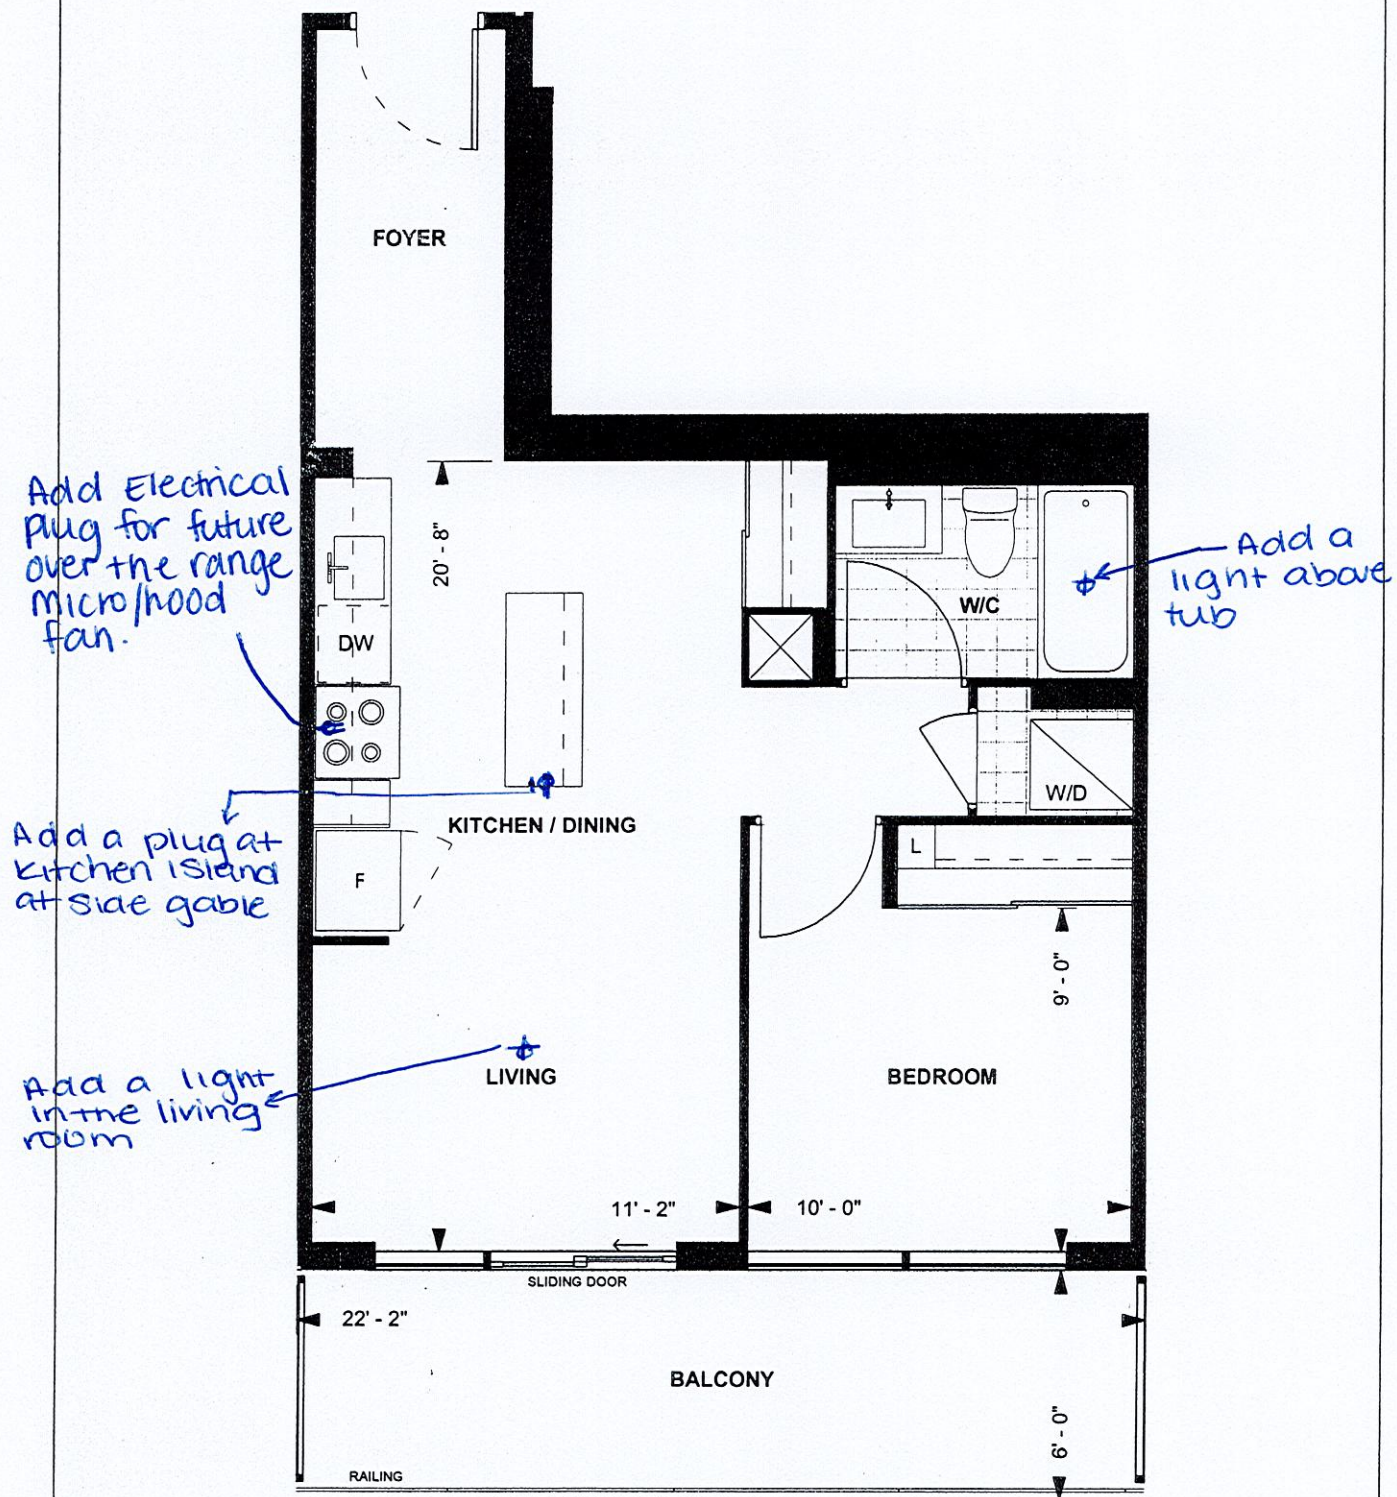 FOYER
Add Electrical
plug for future
over the range
micro/hood
fan.
20' - 8"
Add a
light above
tub
W/C
DW
W/D
Add a plug at
kitchen island
at side gable
KITCHEN / DINING
L
F
9' - 0"
Add a light
in the living
room
LIVING
BEDROOM
11' - 2"
10' - 0"
SLIDING DOOR
22' - 2"
BALCONY
6' - 0"
RAILING